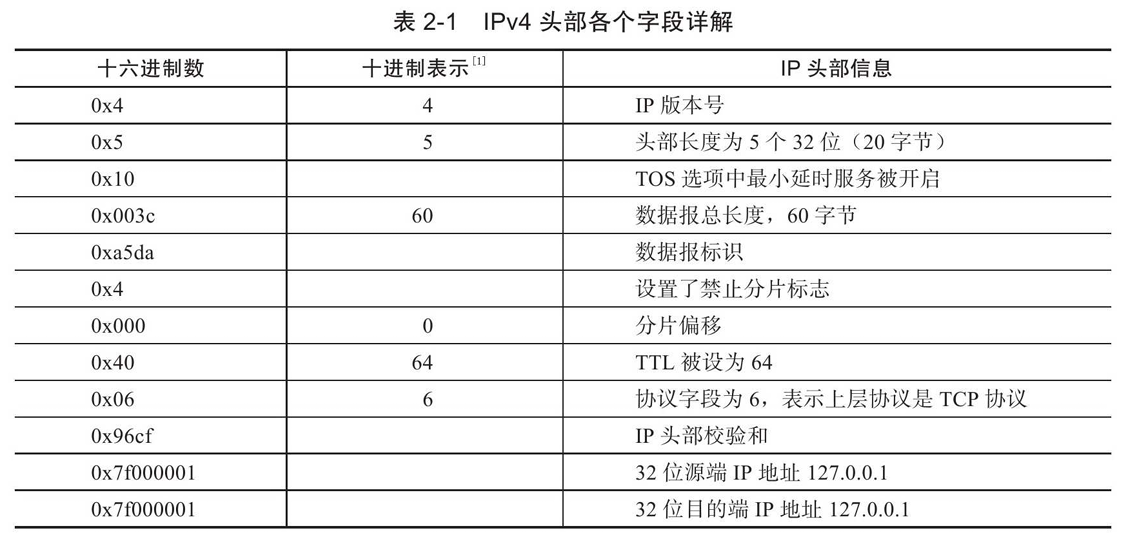 表 2-1 IPv4 头部各个字段详解
十六进制数 十进制表示[1] IP 头部信息
0x4 4 IP 版本号
0x5 5 头部长度为 5 个 32 位（20 字节）
0x10 TOS 选项中最小延时服务被开启
0x003c 60 数据报总长度，60 字节
0xa5da 数据报标识
0x4 设置了禁止分片标志
0x000 0 分片偏移
0x40 64 TTL 被设为 64
0x06 6 协议字段为 6，表示上层协议是 TCP 协议
0x96cf IP 头部校验和
0x7f000001 32 位源端 IP 地址 127.0.0.1
0x7f000001 32 位目的端 IP 地址 127.0.0.1